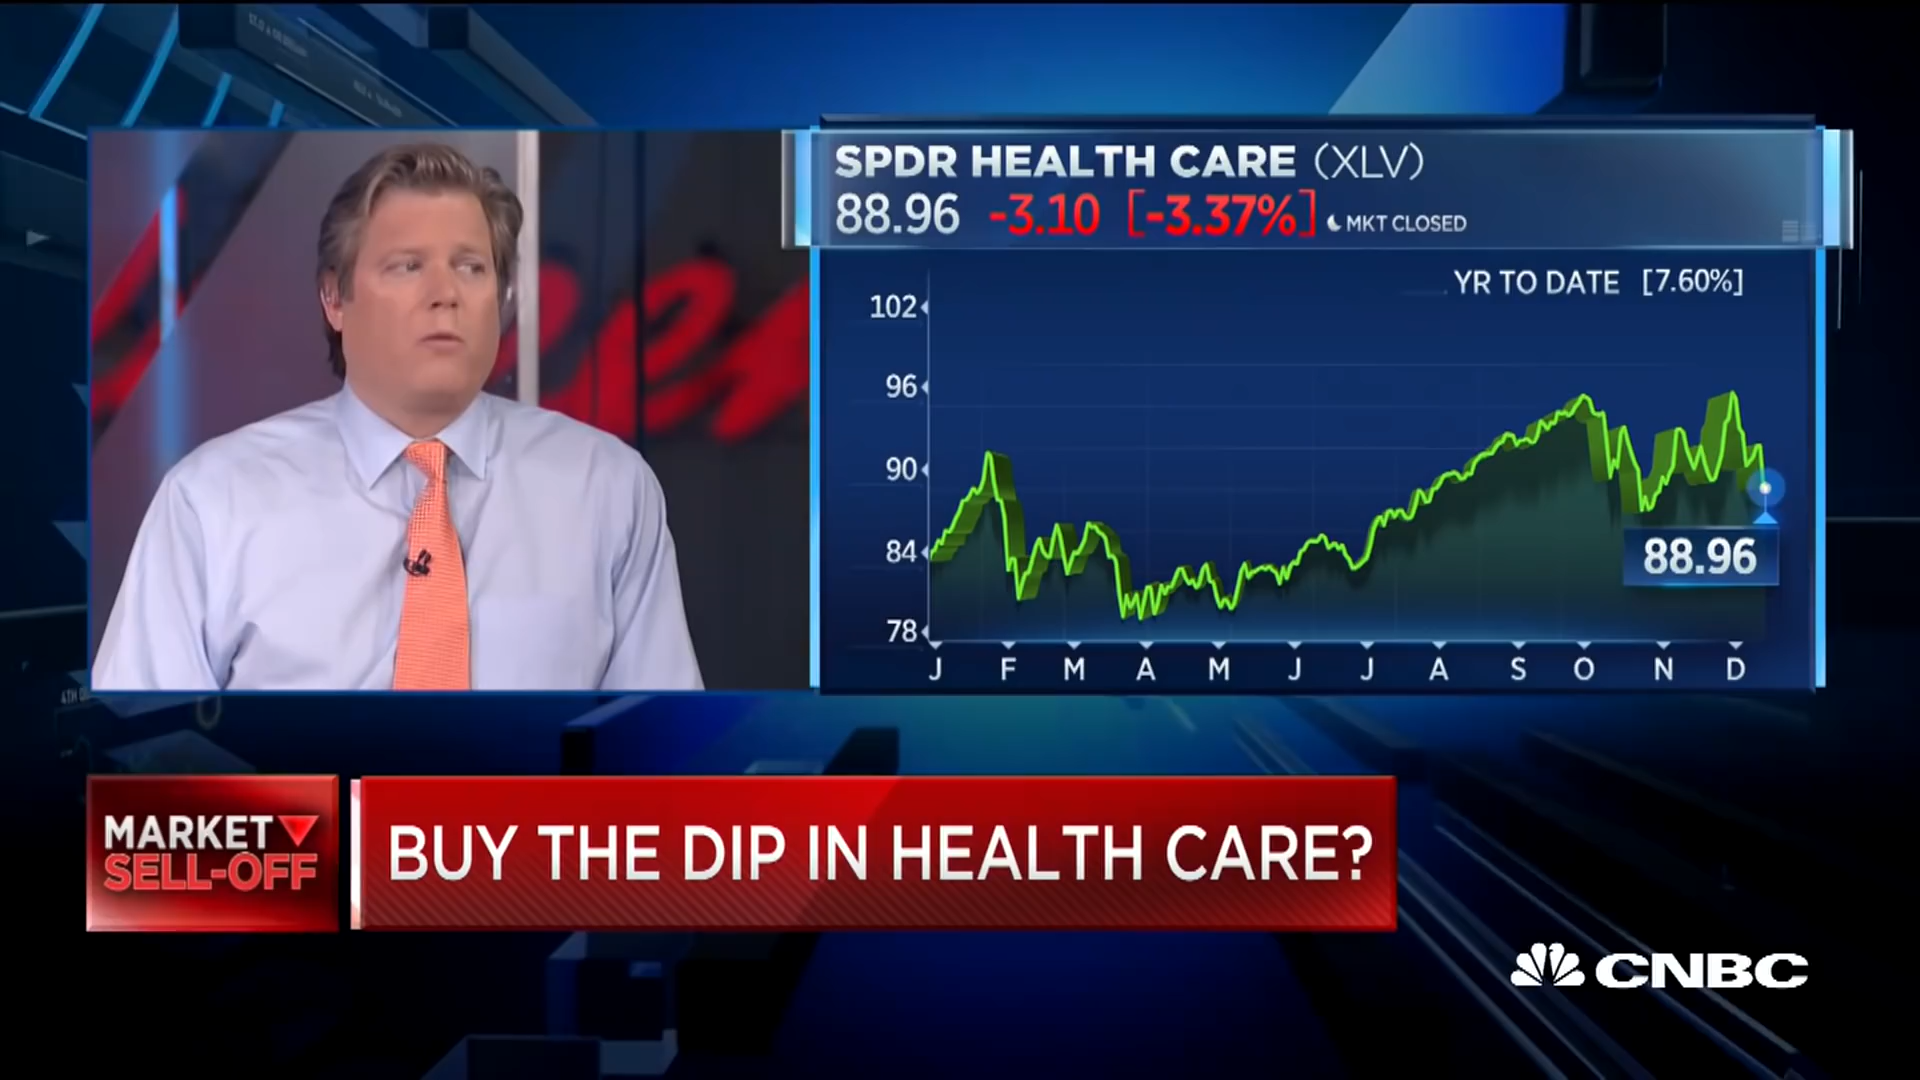 SPDR HEALTH CARE (XLV)
88.96 -3.10 [-3.37%] MKT CLOSED
YR TO DATE [7.60%]
102
96
90
84
78
88.96
J F M A M J J A S O N D
MARKET
SELL-OFF
BUY THE DIP IN HEALTH CARE?
CNBC